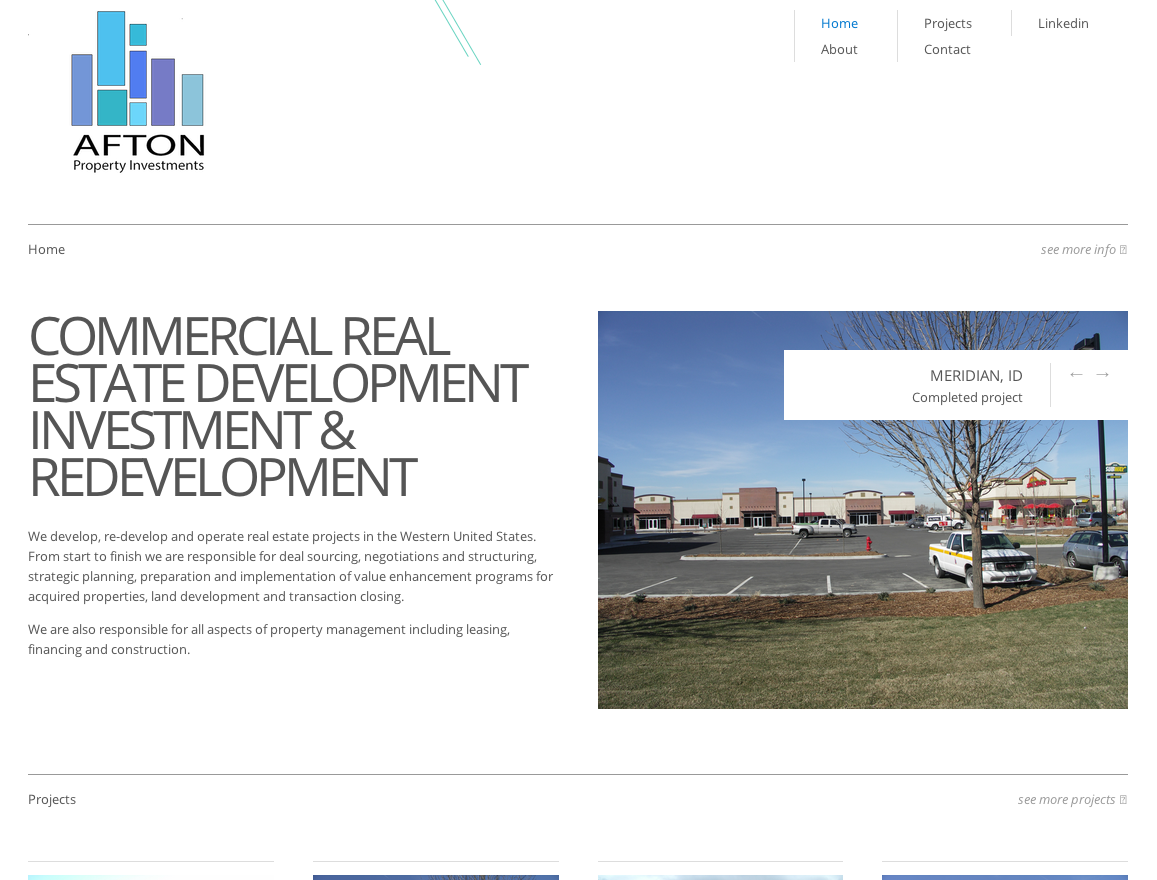 AFTON
Property Investments
Home
About
Projects
Contact
Linkedin
Home
see more info
COMMERCIAL REAL
ESTATE DEVELOPMENT
INVESTMENT &
REDEVELOPMENT
We develop, re-develop and operate real estate projects in the Western United States.
From start to finish we are responsible for deal sourcing, negotiations and structuring,
strategic planning, preparation and implementation of value enhancement programs for
acquired properties, land development and transaction closing.
We are also responsible for all aspects of property management including leasing,
financing and construction.
MERIDIAN, ID
Completed project
← →
Projects
see more projects